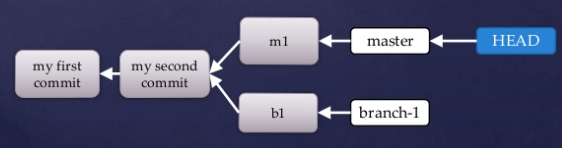 my first
commit
my second
commit
m1
master
HEAD
b1
branch-1